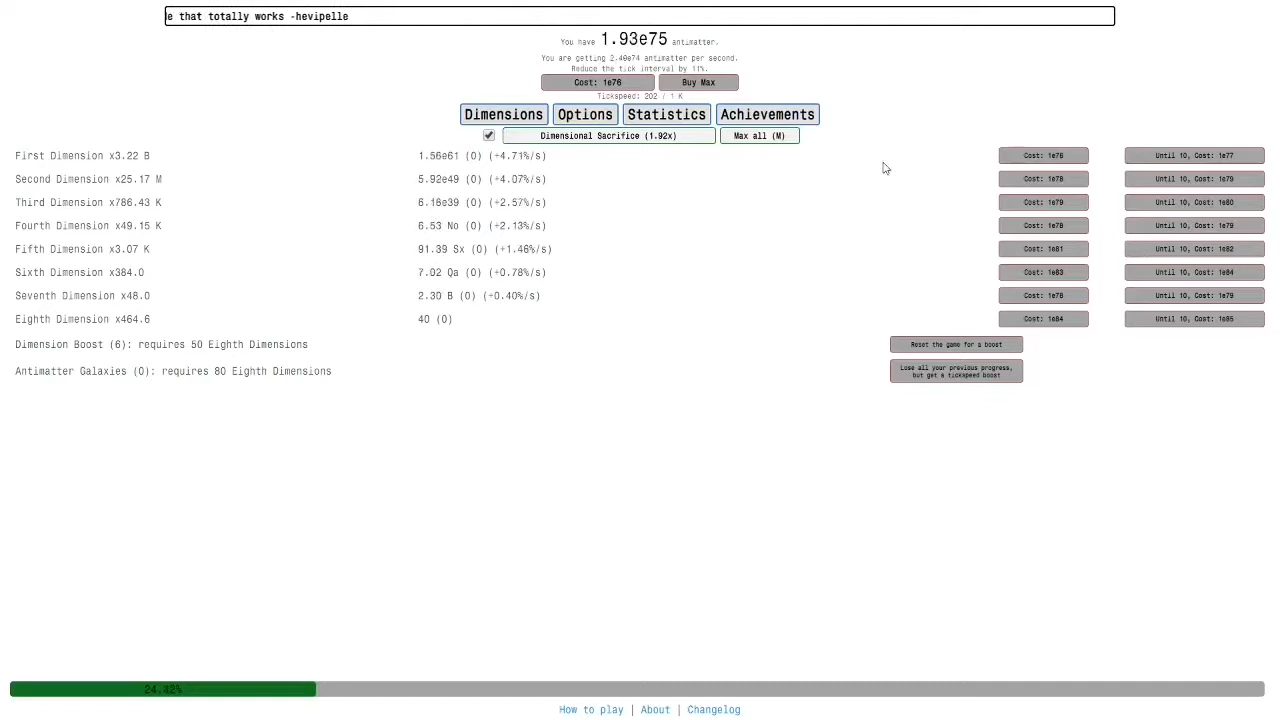 e that totally works -hevipelle
You have 1.93e75 antimatter.
You are getting 2.40e74 antimatter per second.
Reduce the tick interval by 11%.
Cost: 1e76 Buy Max
Tickspeed: 202 / 1 K
Dimensions Options Statistics Achievements
Dimensional Sacrifice (1.92x) Max all (M)
First Dimension x3.22 B 1.56e61 (0) (+4.71%/s) Cost: 1e76 Until 10, Cost: 1e77
Second Dimension x25.17 M 5.92e49 (0) (+4.07%/s) Cost: 1e78 Until 10, Cost: 1e79
Third Dimension x786.43 K 6.16e39 (0) (+2.57%/s) Cost: 1e79 Until 10, Cost: 1e80
Fourth Dimension x49.15 K 6.53 No (0) (+2.13%/s) Cost: 1e78 Until 10, Cost: 1e79
Fifth Dimension x3.07 K 91.39 Sx (0) (+1.46%/s) Cost: 1e81 Until 10, Cost: 1e82
Sixth Dimension x384.0 7.02 Qa (0) (+0.78%/s) Cost: 1e83 Until 10, Cost: 1e84
Seventh Dimension x48.0 2.30 B (0) (+0.40%/s) Cost: 1e78 Until 10, Cost: 1e79
Eighth Dimension x464.6 40 (0) Cost: 1e84 Until 10, Cost: 1e85
Dimension Boost (6): requires 50 Eighth Dimensions Reset the game for a boost
Antimatter Galaxies (0): requires 80 Eighth Dimensions Lose all your previous progress,
but get a tickspeed boost
How to play | About | Changelog